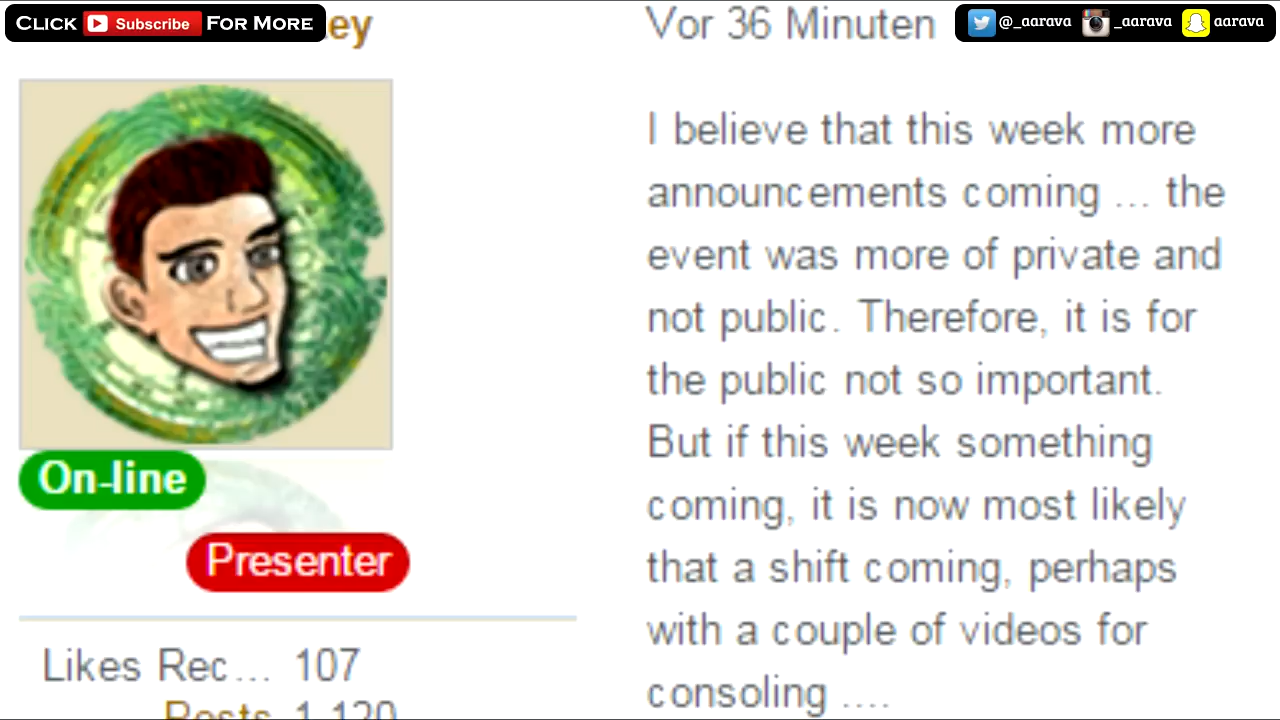 CLICK Subscribe FOR MORE
Vor 36 Minuten
@_aarava _aarava aarava
I believe that this week more
announcements coming ... the
event was more of private and
not public. Therefore, it is for
the public not so important.
But if this week something
coming, it is now most likely
that a shift coming, perhaps
with a couple of videos for
consoling ....
On-line
Presenter
Likes Rec... 107
Posts 1,120